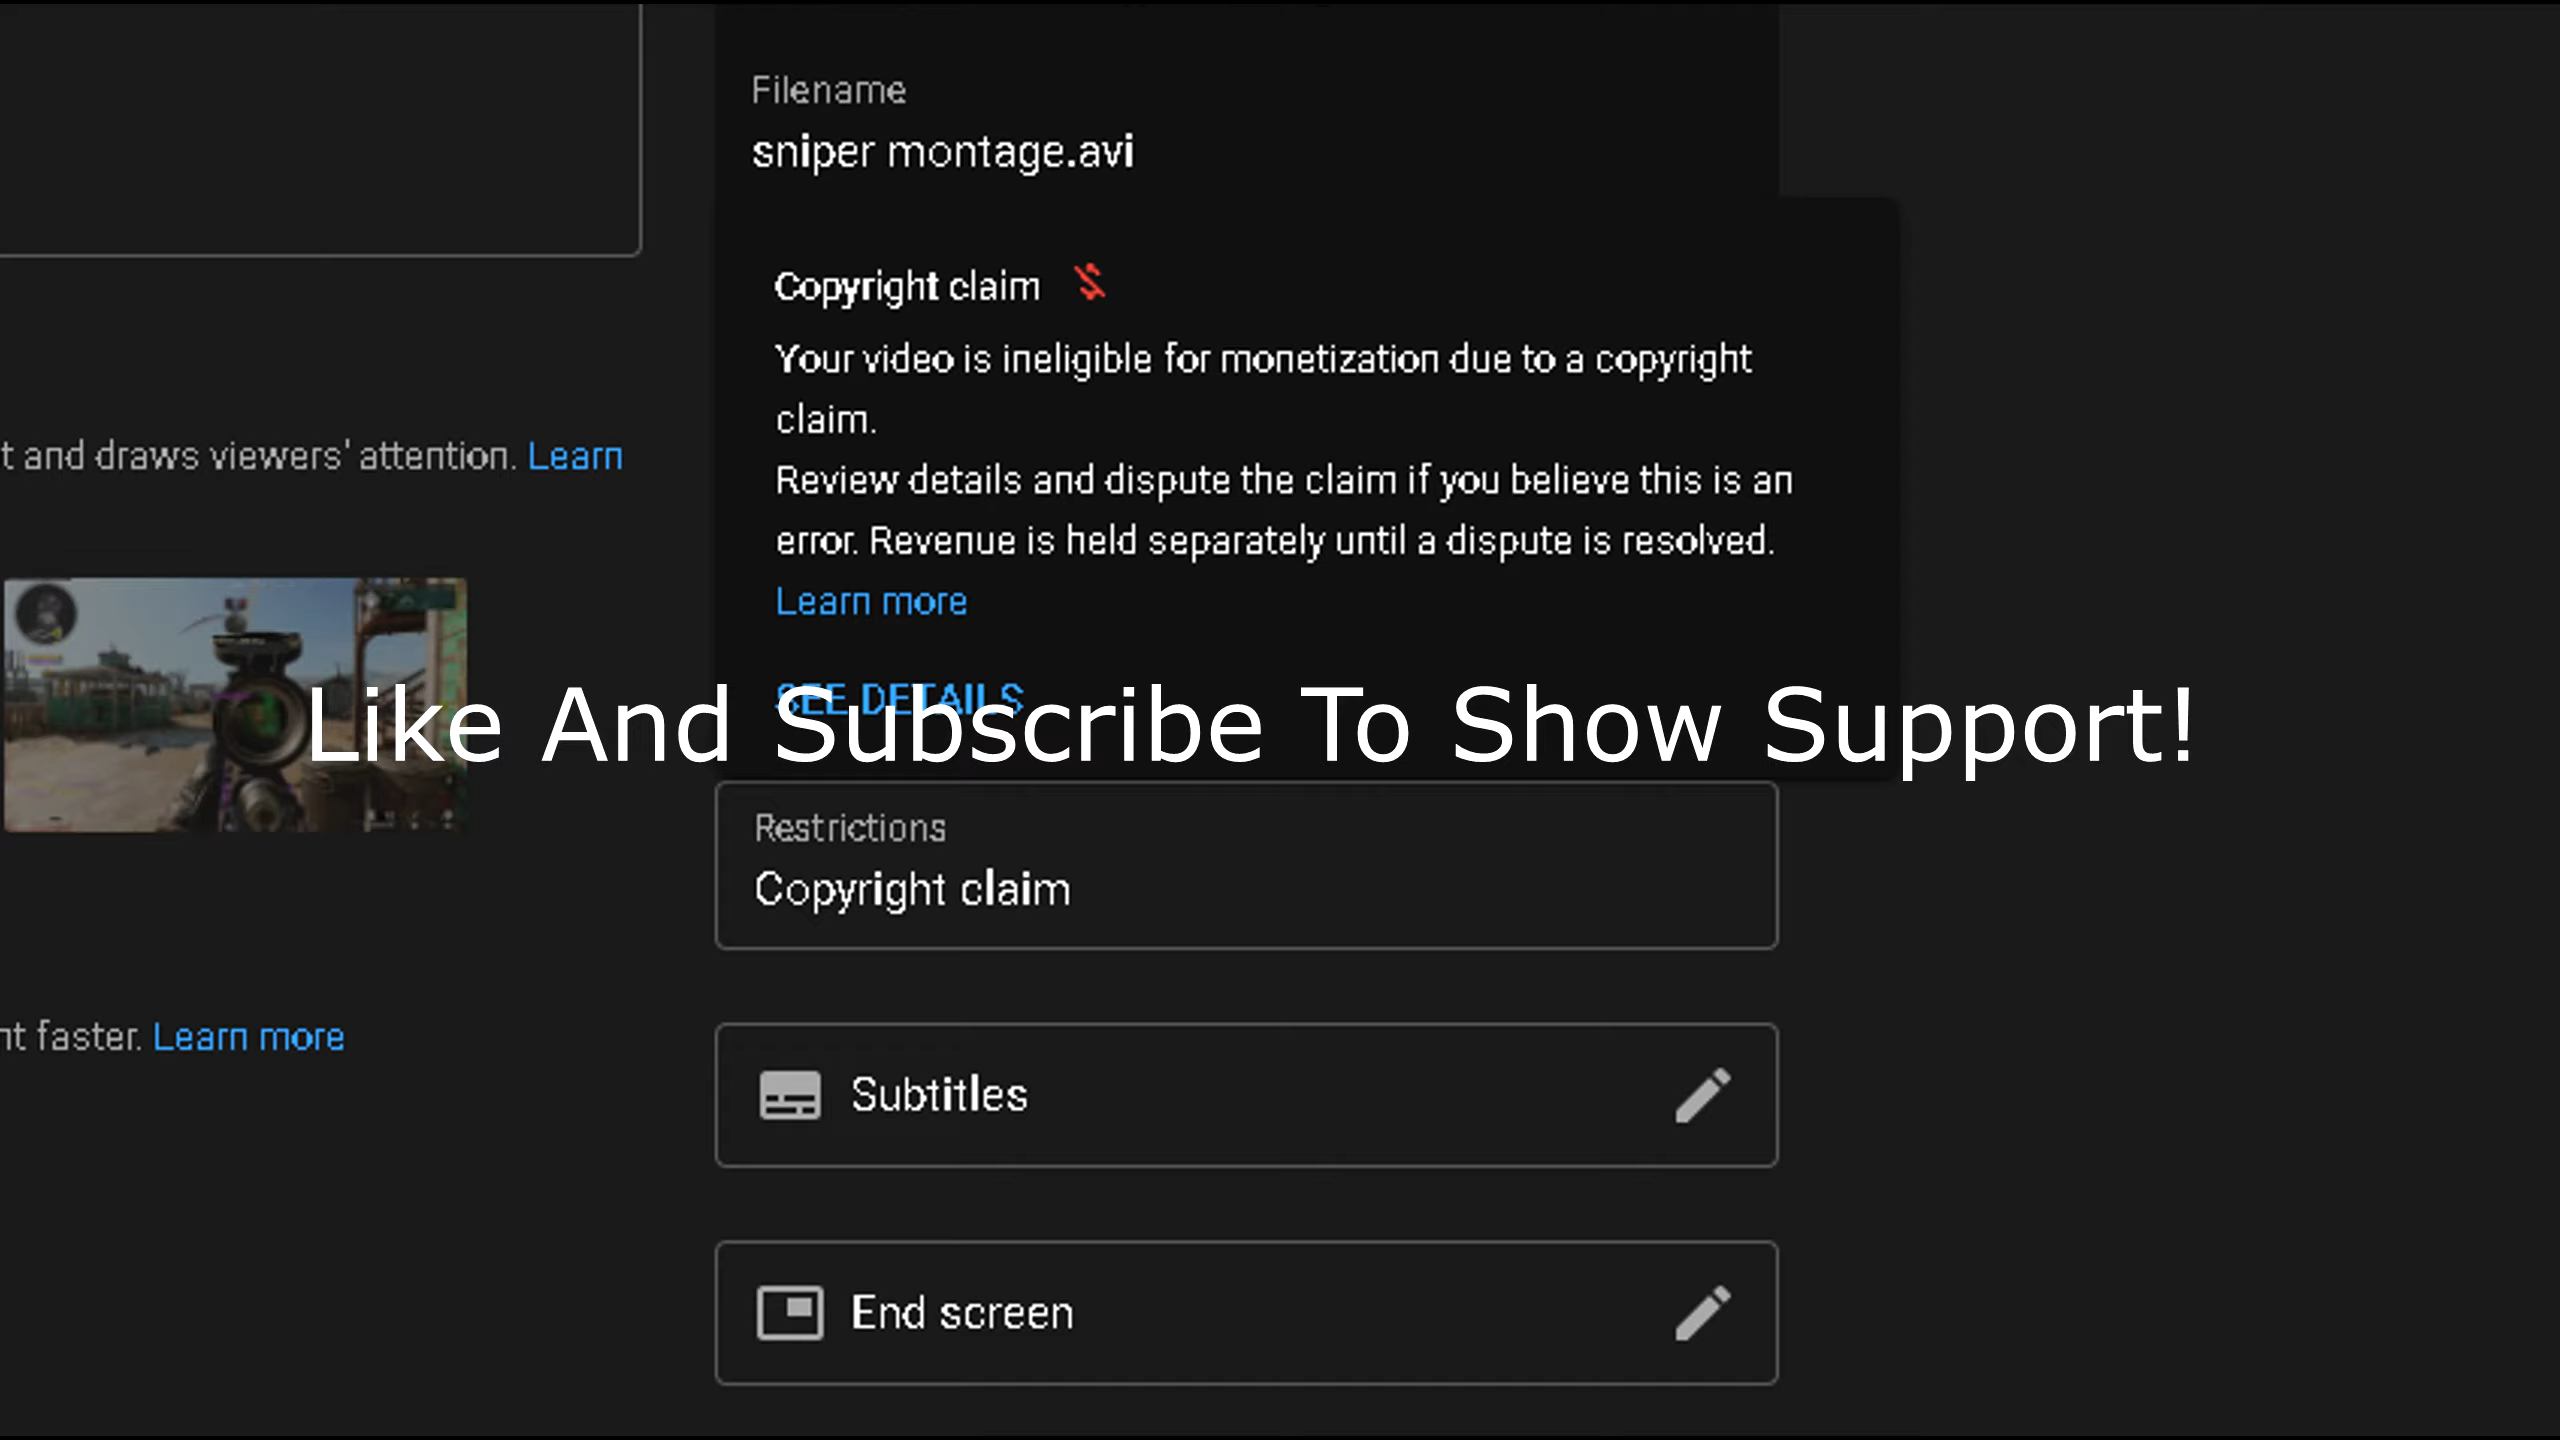 Filename
sniper montage.avi
Copyright claim
Your video is ineligible for monetization due to a copyright
claim.
Review details and dispute the claim if you believe this is an
error. Revenue is held separately until a dispute is resolved.
Learn more
t and draws viewers' attention. Learn
SEE DETAILS
Like And Subscribe To Show Support!
Restrictions
Copyright claim
nt faster. Learn more
Subtitles
End screen